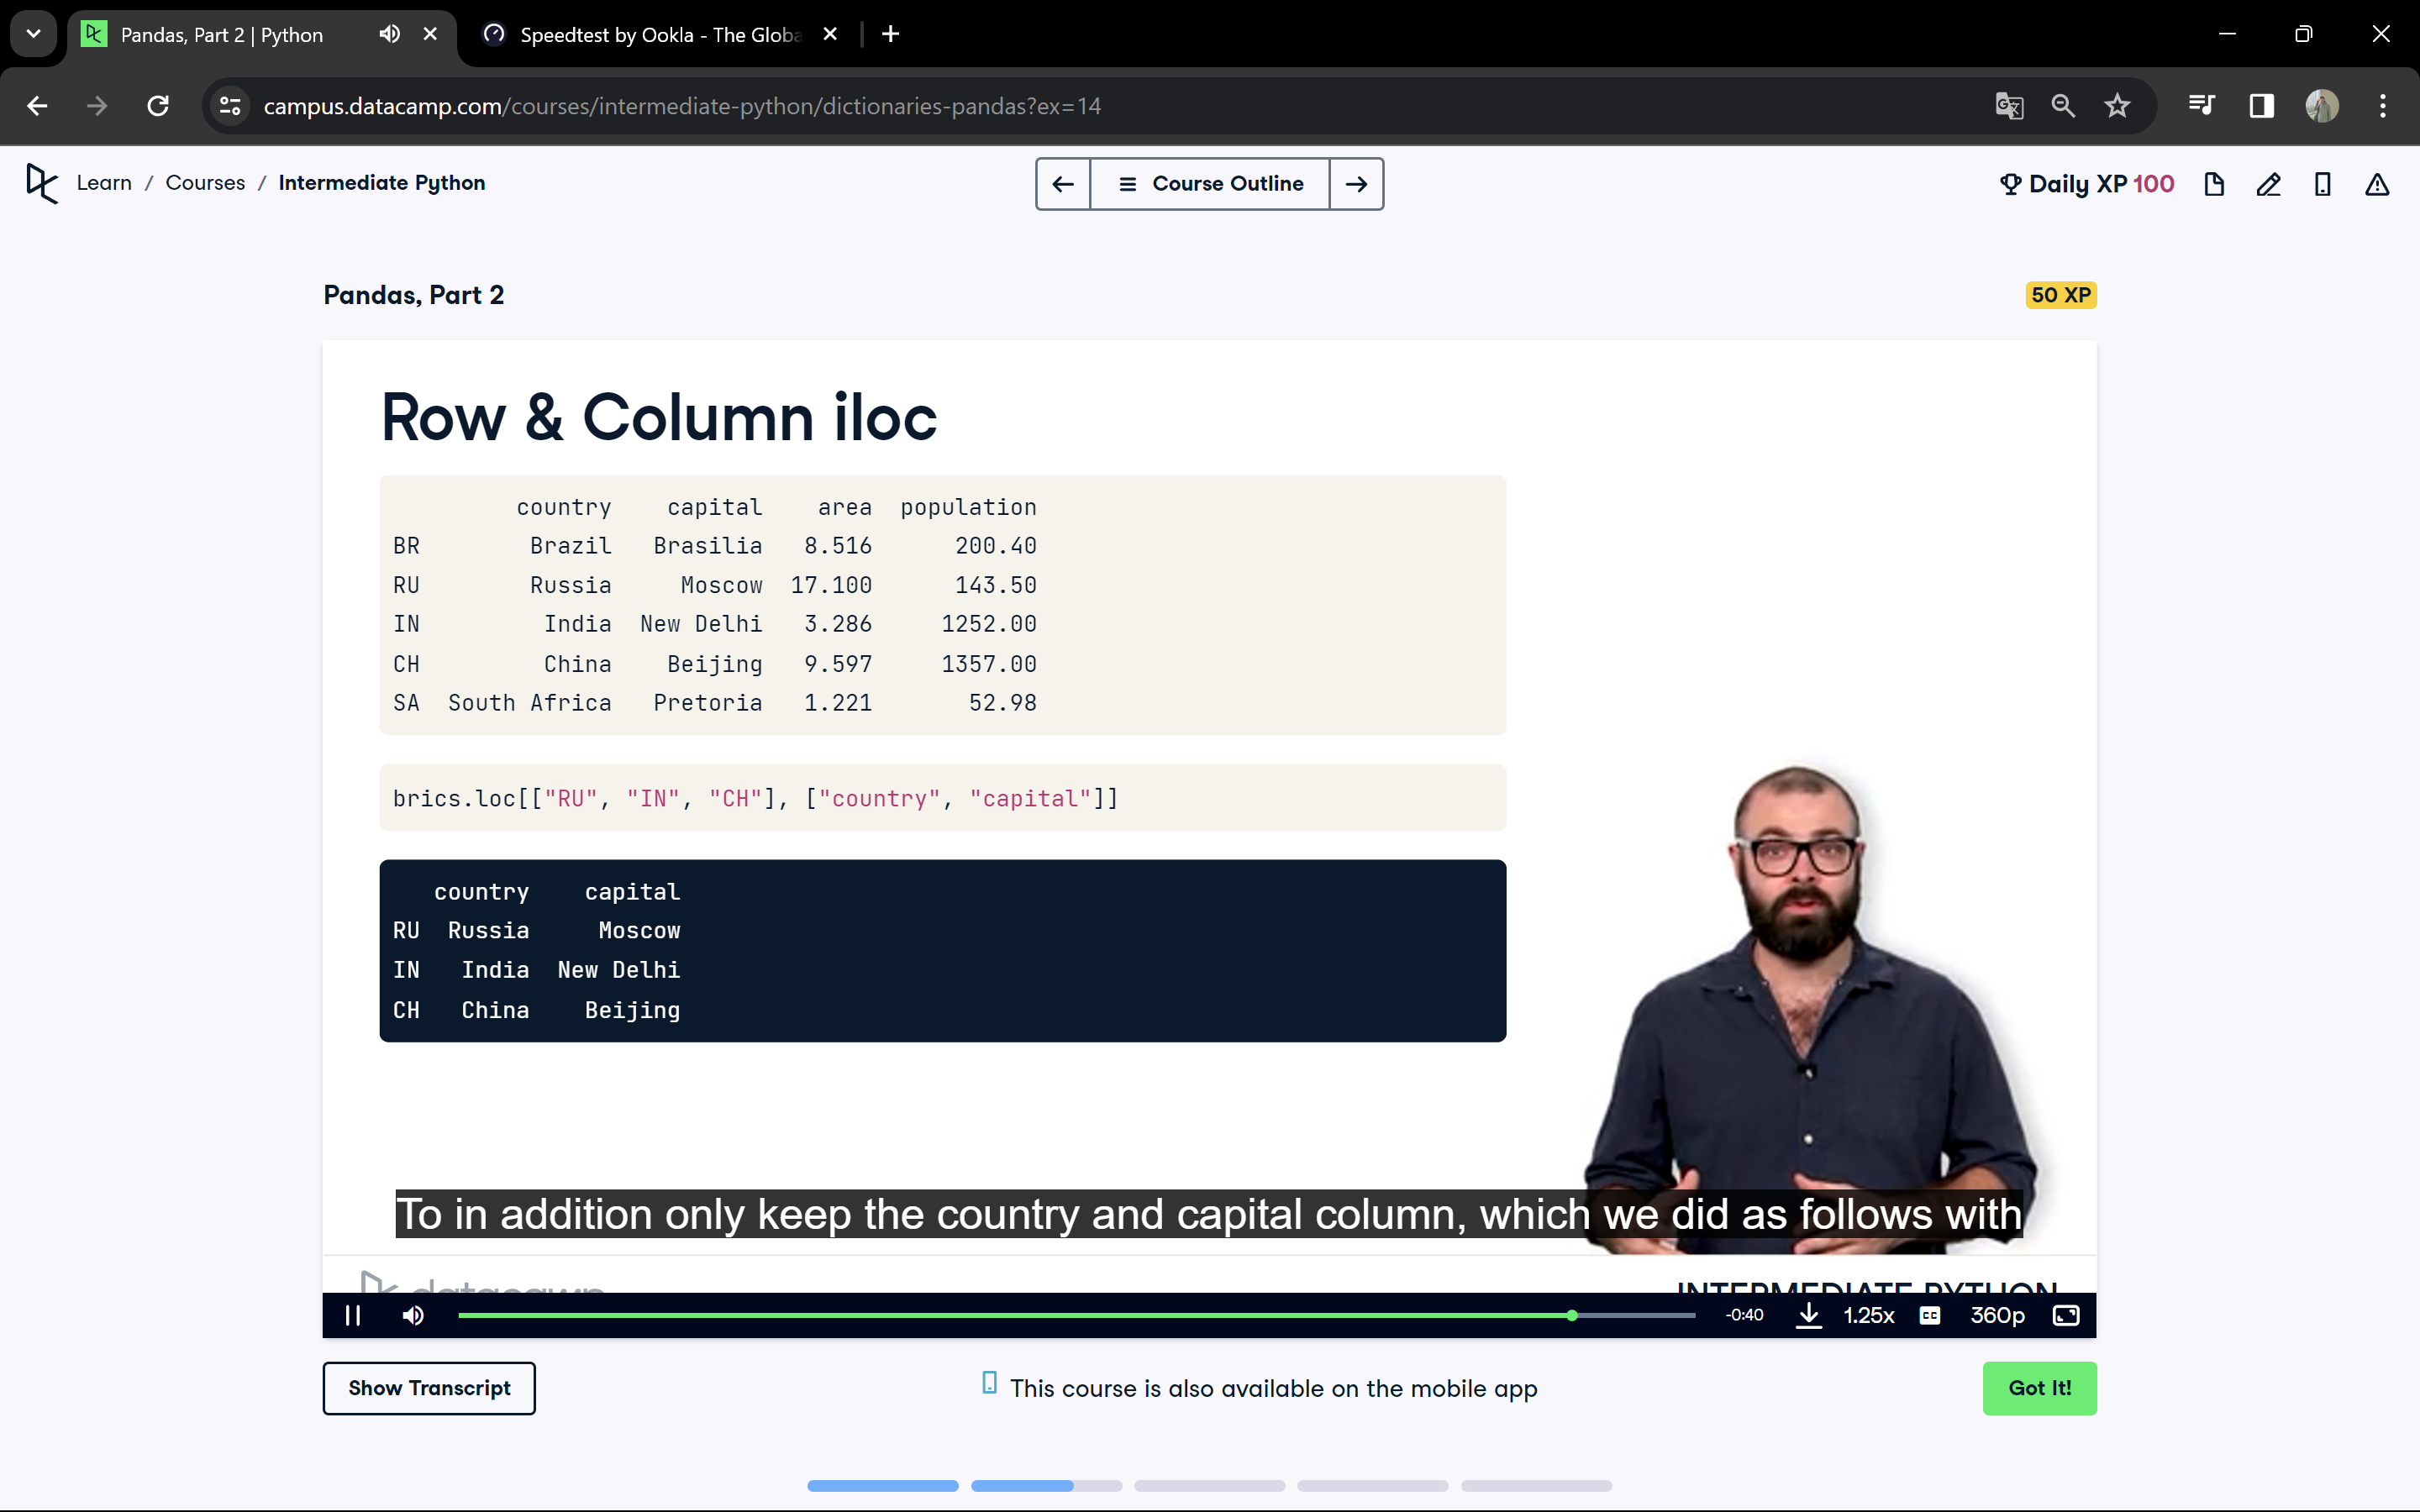 Pandas, Part 2 | Python
Speedtest by Ookla - The Globa
campus.datacamp.com/courses/intermediate-python/dictionaries-pandas?ex=14
Learn / Courses / Intermediate Python
Course Outline
Daily XP 100
Pandas, Part 2
50 XP
Row & Column iloc
country capital area population
BR Brazil Brasilia 8.516 200.40
RU Russia Moscow 17.100 143.50
IN India New Delhi 3.286 1252.00
CH China Beijing 9.597 1357.00
SA South Africa Pretoria 1.221 52.98
brics.loc[["RU", "IN", "CH"], ["country", "capital"]]
country capital
RU Russia Moscow
IN India New Delhi
CH China Beijing
To in addition only keep the country and capital column, which we did as follows with
datacamp
INTERMEDIATE PYTHON
-0:40
1.25x
CC
360p
Show Transcript
This course is also available on the mobile app
Got It!